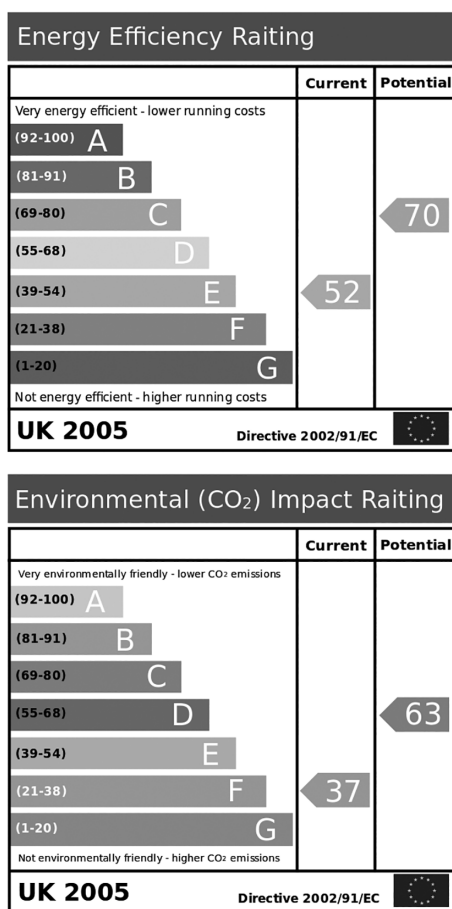 Energy Efficiency Raiting
Current Potential
Very energy efficient - lower running costs
(92-100) A
(81-91) B
(69-80) C
70
(55-68) D
(39-54) E
52
(21-38) F
(1-20) G
Not energy efficient - higher running costs
UK 2005 Directive 2002/91/EC
Environmental (CO₂) Impact Raiting
Current Potential
Very environmentally friendly - lower CO₂ emissions
(92-100) A
(81-91) B
(69-80) C
(55-68) D
63
(39-54) E
(21-38) F
37
(1-20) G
Not environmentally friendly - higher CO₂ emissions
UK 2005 Directive 2002/91/EC